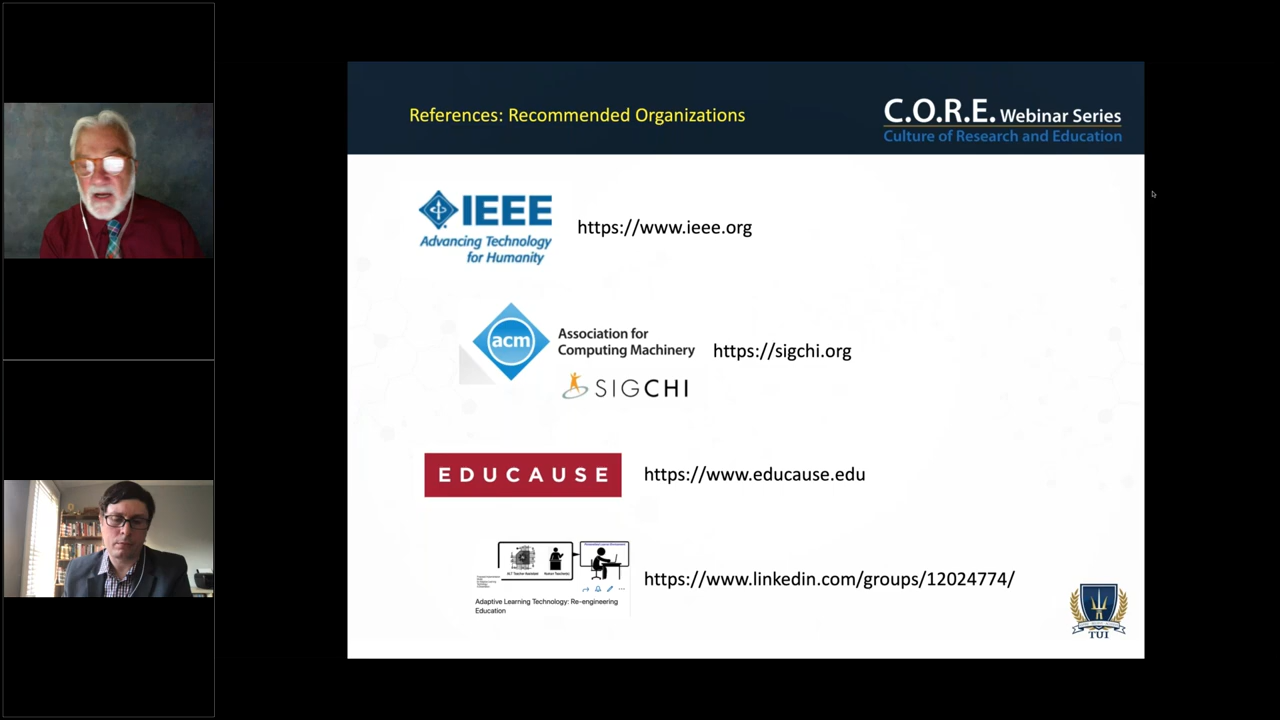 References: Recommended Organizations
C.O.R.E. Webinar Series
Culture of Research and Education
IEEE
Advancing Technology
for Humanity
https://www.ieee.org
acm
Association for
Computing Machinery
https://sigchi.org
SIGCHI
EDUCAUSE
https://www.educause.edu
Adaptive Learning Technology: Re-engineering
Education
https://www.linkedin.com/groups/12024774/
TUI